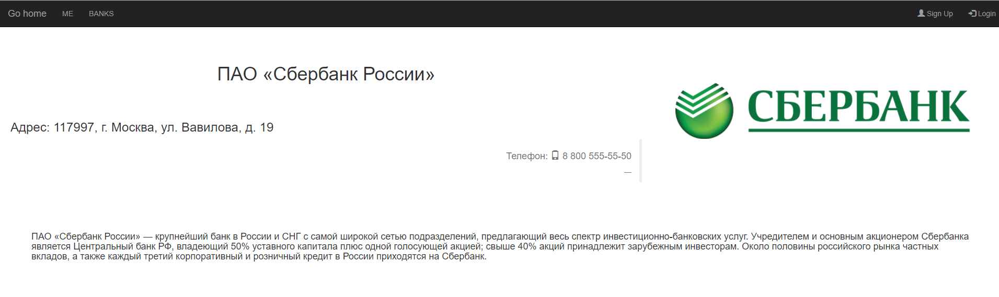 Go home ME BANKS Sign Up Login
ПАО «Сбербанк России»
СБЕРБАНК
Адрес: 117997, г. Москва, ул. Вавилова, д. 19
Телефон: 8 800 555-55-50
—
ПАО «Сбербанк России» — крупнейший банк в России и СНГ с самой широкой сетью подразделений, предлагающий весь спектр инвестиционно-банковских услуг. Учредителем и основным акционером Сбербанка
является Центральный банк РФ, владеющий 50% уставного капитала плюс одной голосующей акцией; свыше 40% акций принадлежит зарубежным инвесторам. Около половины российского рынка частных
вкладов, а также каждый третий корпоративный и розничный кредит в России приходятся на Сбербанк.